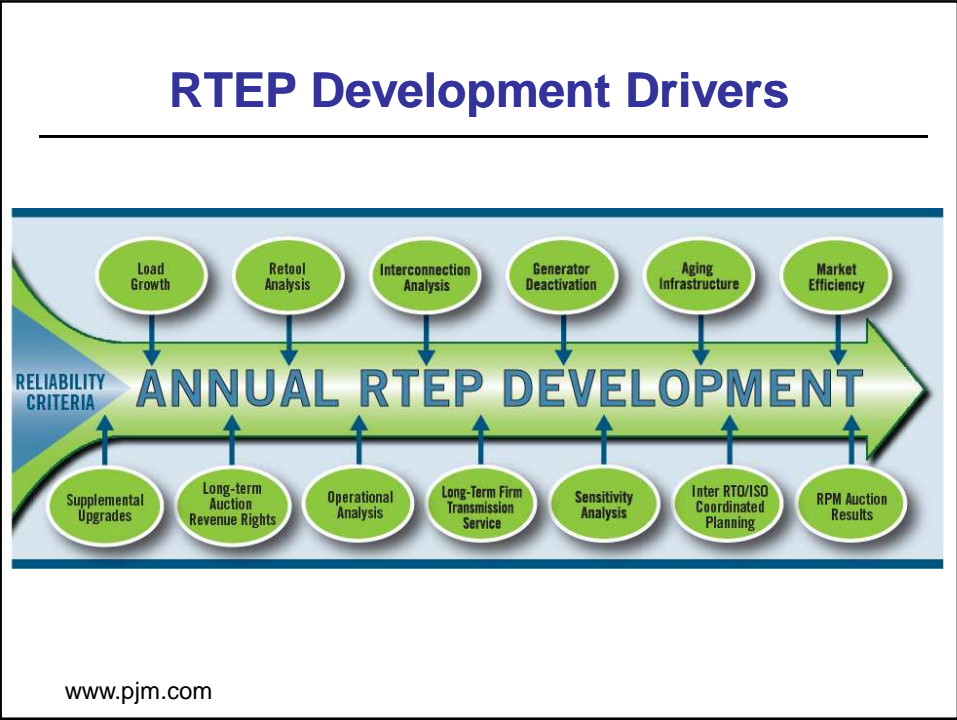 RTEP Development Drivers
Load
Growth
Retool
Analysis
Interconnection
Analysis
Generator
Deactivation
Aging
Infrastructure
Market
Efficiency
RELIABILITY
CRITERIA
ANNUAL RTEP DEVELOPMENT
Supplemental
Upgrades
Long-term
Auction
Revenue Rights
Operational
Analysis
Long-Term Firm
Transmission
Service
Sensitivity
Analysis
Inter RTO/ISO
Coordinated
Planning
RPM Auction
Results
www.pjm.com